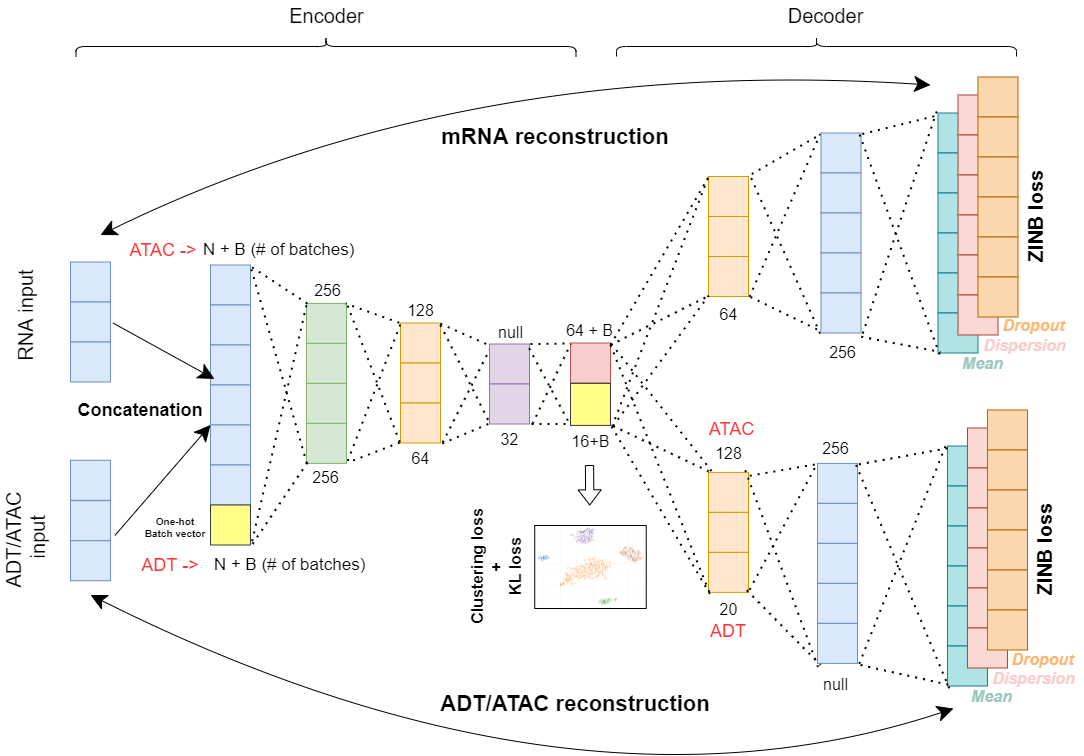 Encoder
Decoder
mRNA reconstruction
ATAC -> N + B (# of batches)
RNA input
Concatenation
ADT/ATAC
input
One-hot
Batch vector
ADT -> N + B (# of batches)
256
256
128
64
null
32
64 + B
16+B
Clustering loss
+
KL loss
64
256
ZINB loss
Dropout
Dispersion
Mean
ATAC
128
20
ADT
256
null
ZINB loss
Dropout
Dispersion
Mean
ADT/ATAC reconstruction